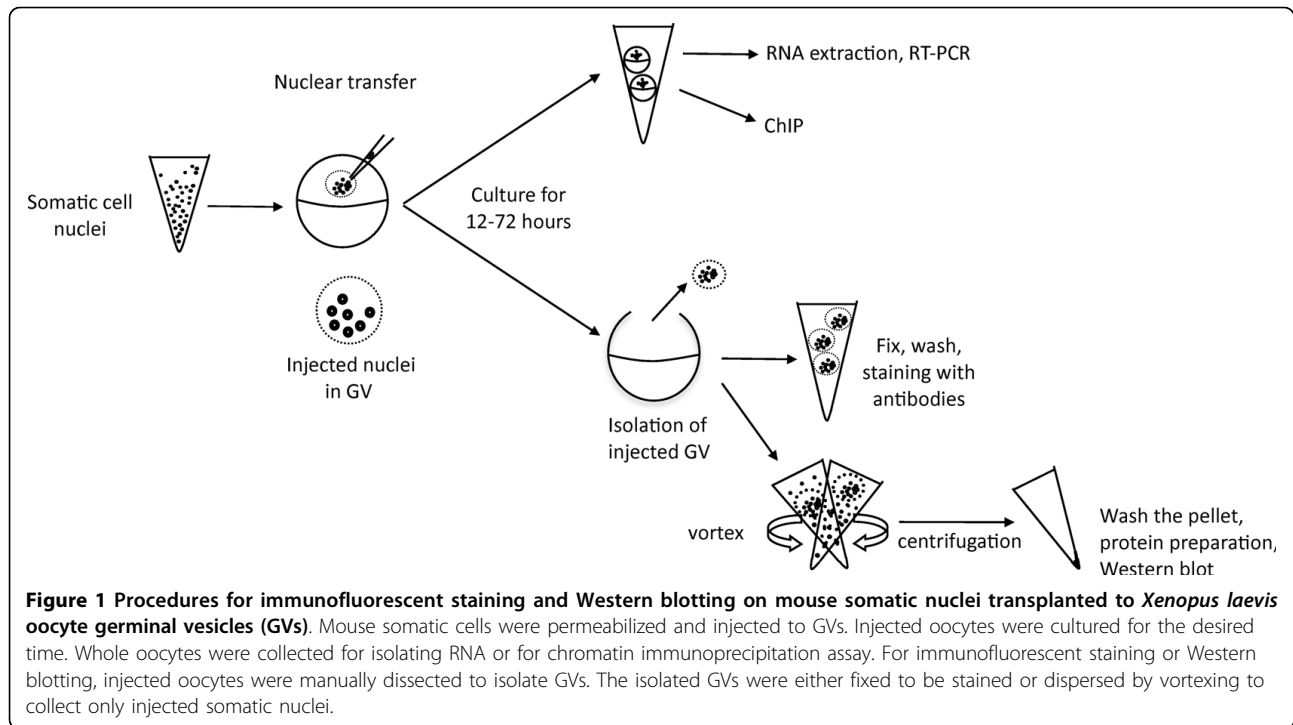 RNA extraction, RT-PCR
Nuclear transfer
ChIP
Somatic cell
nuclei
Culture for
12-72 hours
Injected nuclei
in GV
Fix, wash,
staining with
antibodies
Isolation of
injected GV
vortex
centrifugation
Wash the pellet,
protein preparation,
Western blot
Figure 1 Procedures for immunofluorescent staining and Western blotting on mouse somatic nuclei transplanted to Xenopus laevis
oocyte germinal vesicles (GVs). Mouse somatic cells were permeabilized and injected to GVs. Injected oocytes were cultured for the desired
time. Whole oocytes were collected for isolating RNA or for chromatin immunoprecipitation assay. For immunofluorescent staining or Western
blotting, injected oocytes were manually dissected to isolate GVs. The isolated GVs were either fixed to be stained or dispersed by vortexing to
collect only injected somatic nuclei.